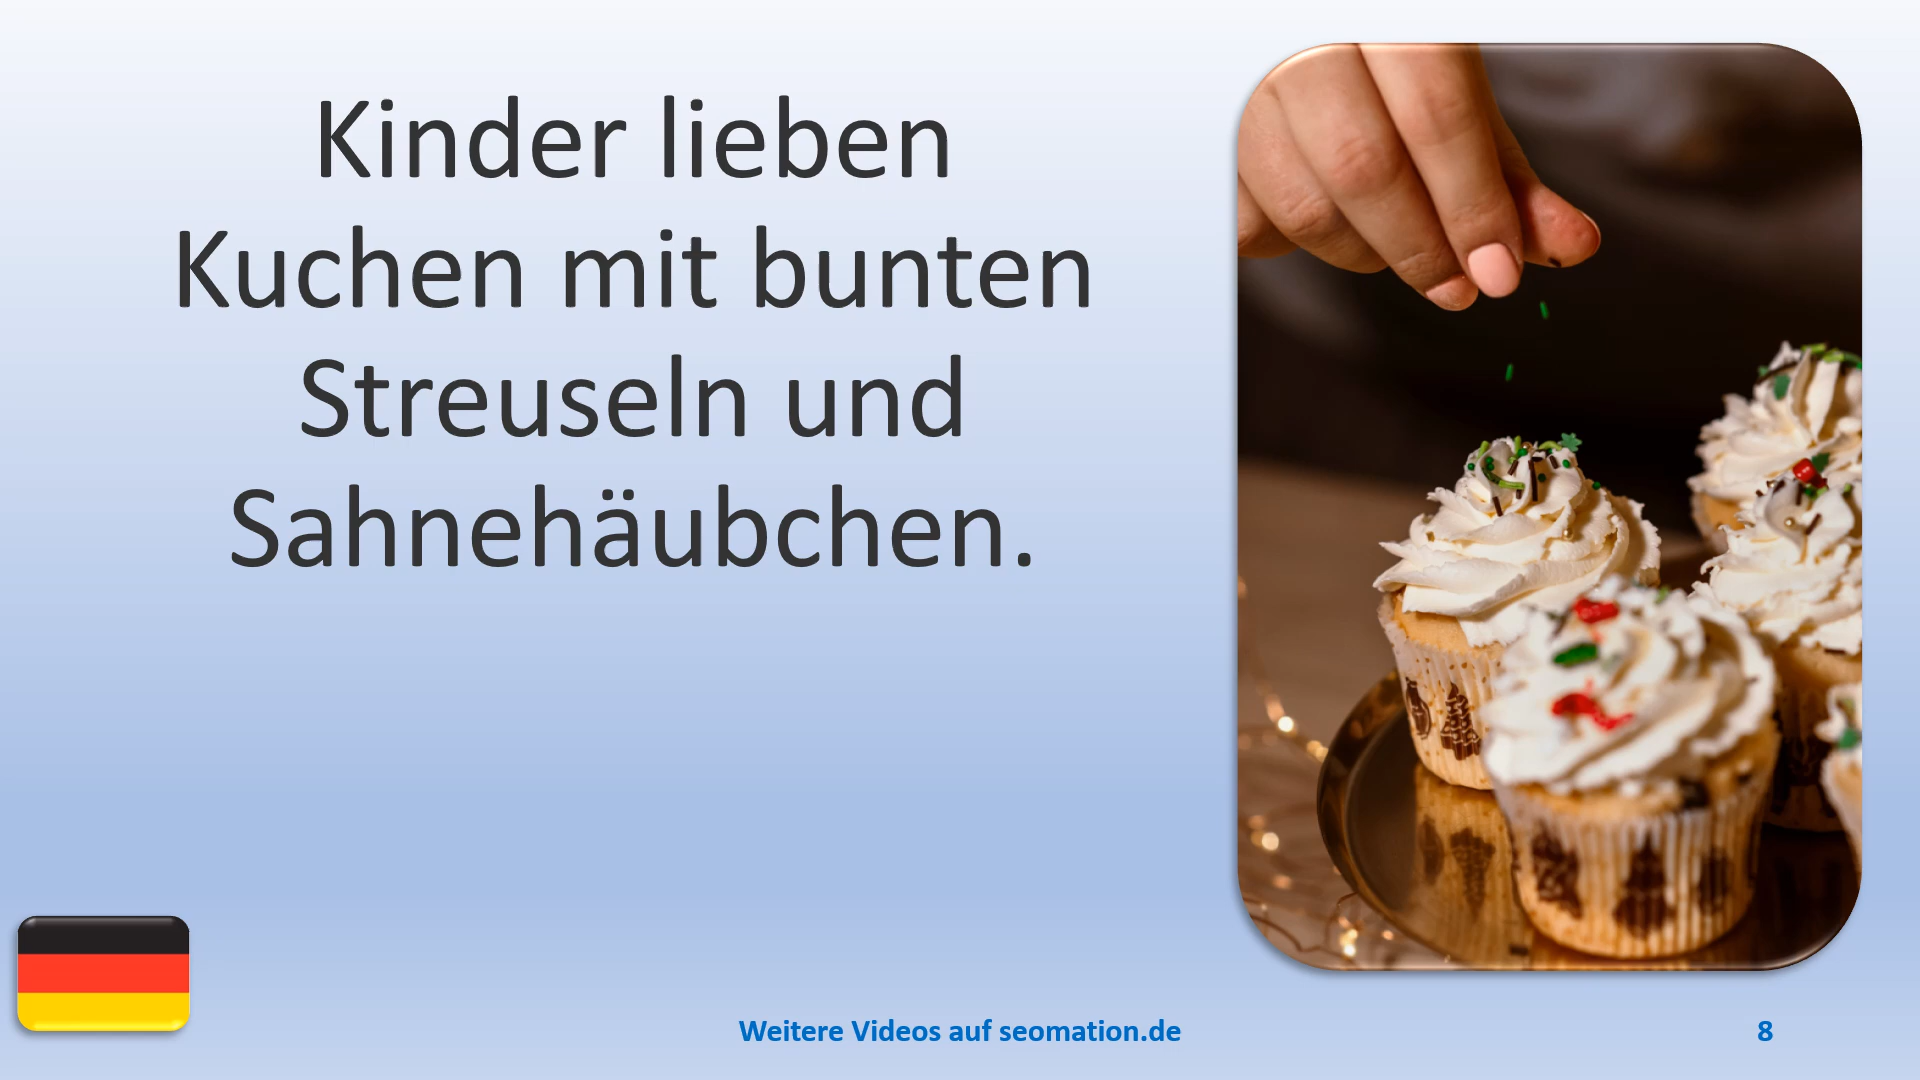 Kinder lieben
Kuchen mit bunten
Streuseln und
Sahnehäubchen.
Weitere Videos auf seomation.de
8